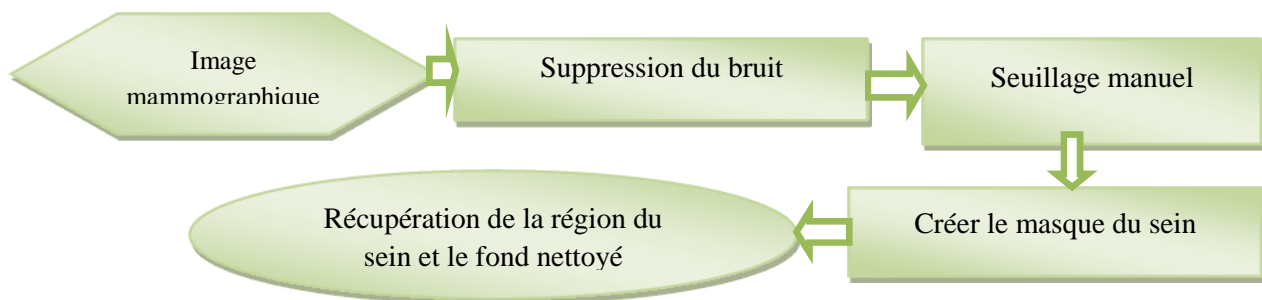 Image
mammographique
Suppression du bruit
Seuillage manuel
Créer le masque du sein
Récupération de la région du
sein et le fond nettoyé